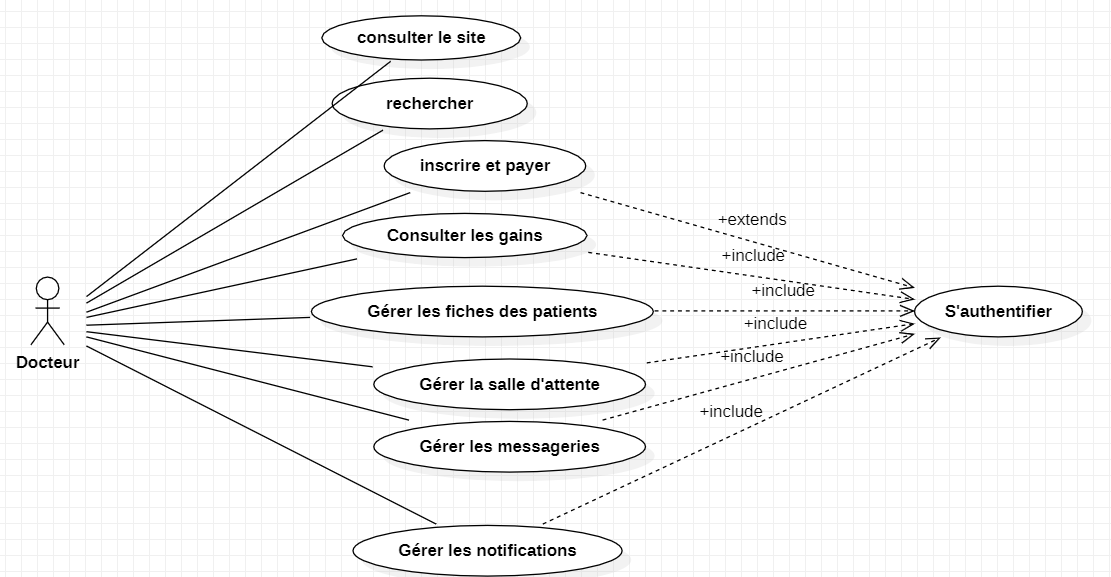 consulter le site
rechercher
inscrire et payer
+extends
Consulter les gains
+include
+include
Gérer les fiches des patients
S'authentifier
+include
Docteur
+include
Gérer la salle d'attente
+include
Gérer les messageries
Gérer les notifications